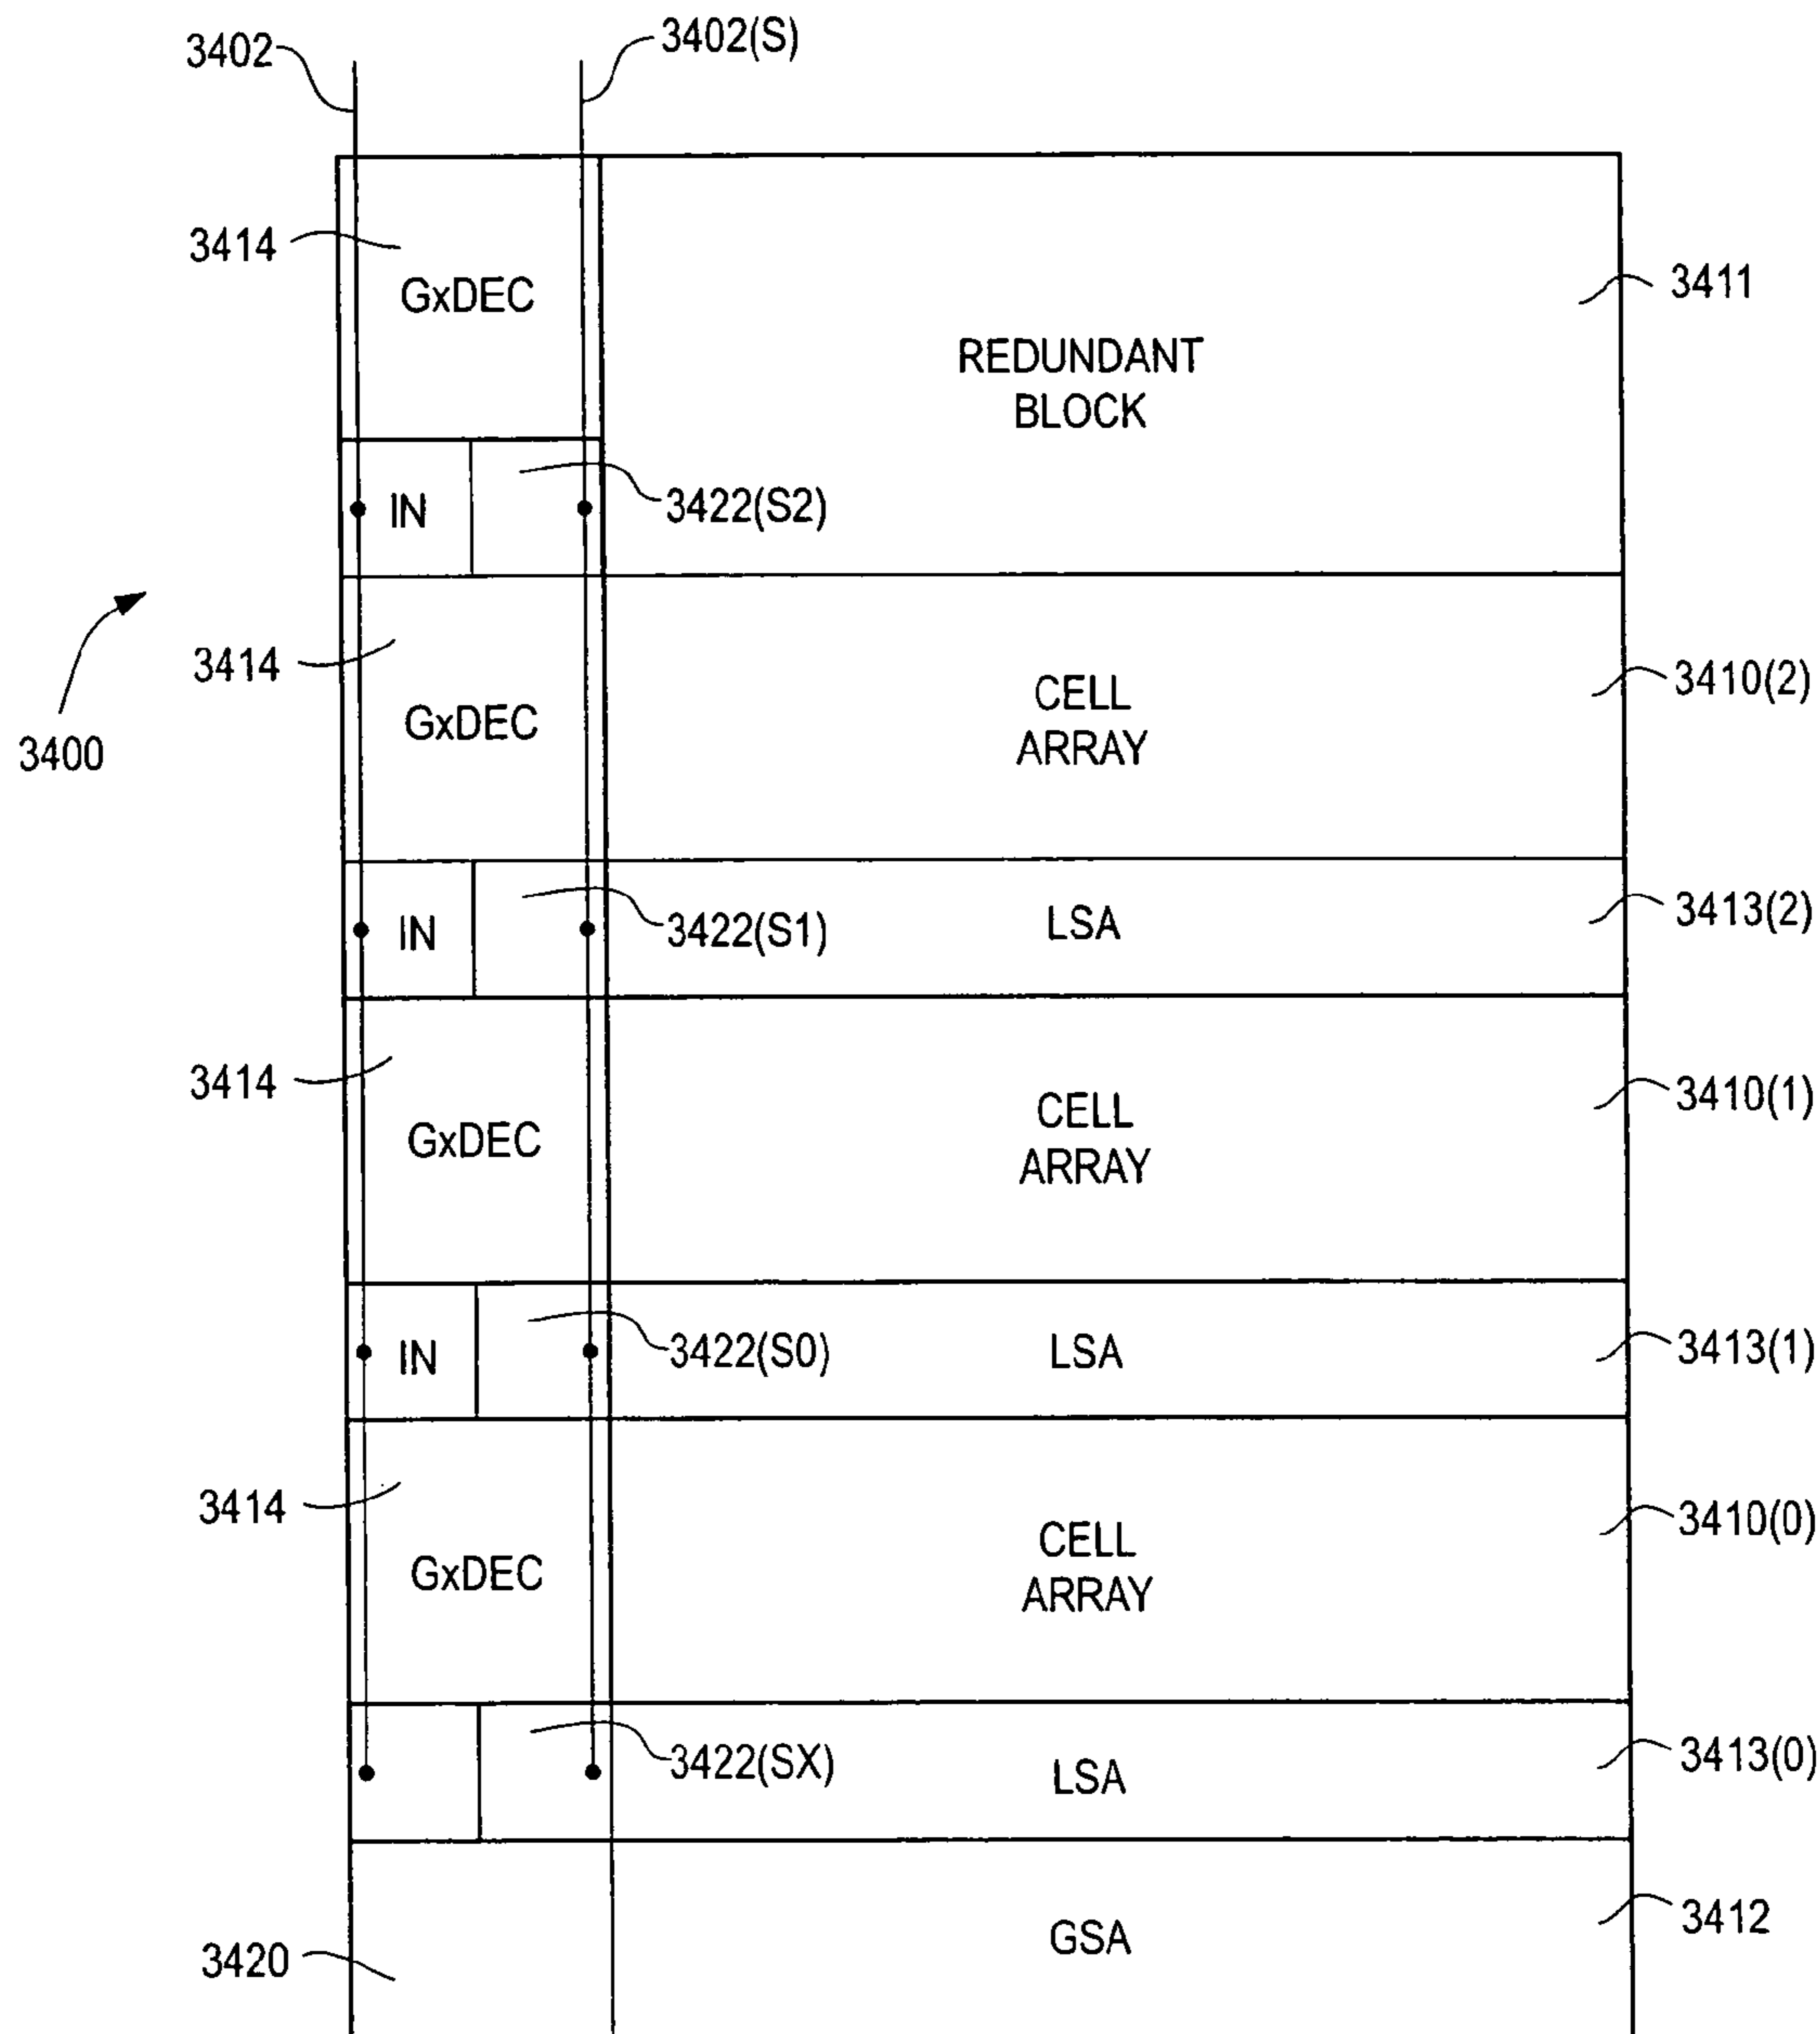 3402
3402(S)
3414
GxDEC
3411
REDUNDANT
BLOCK
IN
3422(S2)
3400
3414
GxDEC
CELL
ARRAY
3410(2)
IN
3422(S1)
LSA
3413(2)
3414
GxDEC
CELL
ARRAY
3410(1)
IN
3422(S0)
LSA
3413(1)
3414
GxDEC
CELL
ARRAY
3410(0)
3422(SX)
LSA
3413(0)
3420
GSA
3412